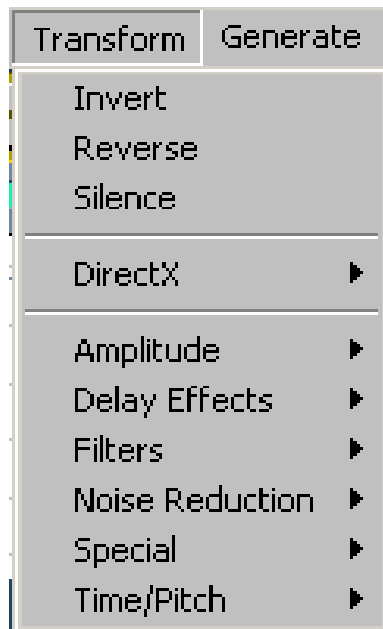 Transform Generate
Invert
Reverse
Silence
DirectX
Amplitude
Delay Effects
Filters
Noise Reduction
Special
Time/Pitch